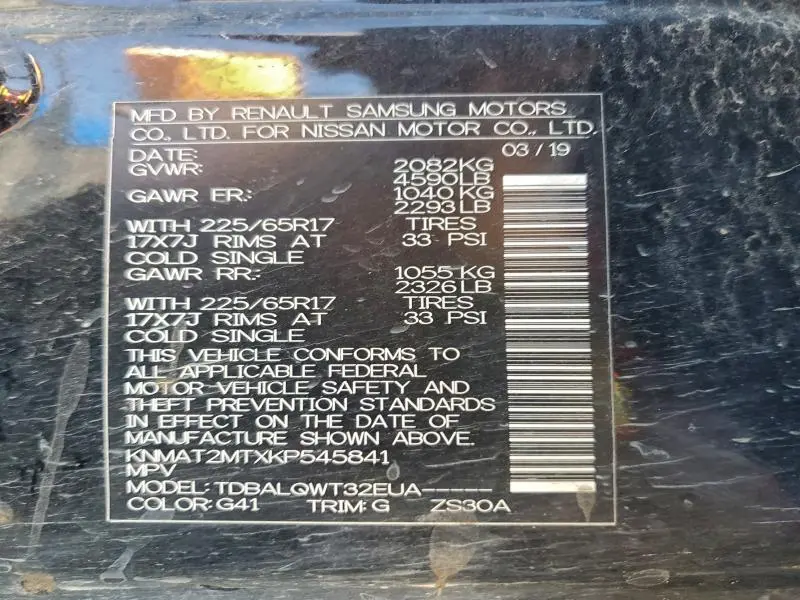 MFD BY RENAULT SAMSUNG MOTORS
CO., LTD. FOR NISSAN MOTOR CO., LTD.
DATE: 03 / 19
GVWR: 2082KG
4590LB
GAWR FR.: 1040 KG
2293 LB
WITH 225/65R17 TIRES
17X7J RIMS AT 33 PSI
COLD SINGLE
GAWR RR.: 1055 KG
2326 LB
WITH 225/65R17 TIRES
17X7J RIMS AT 33 PSI
COLD SINGLE
THIS VEHICLE CONFORMS TO
ALL APPLICABLE FEDERAL
MOTOR VEHICLE SAFETY AND
THEFT PREVENTION STANDARDS
IN EFFECT ON THE DATE OF
MANUFACTURE SHOWN ABOVE.
KNMAT2MTXKP545841
MPV
MODEL: TDBALQWT32EUA-----
COLOR: G41 TRIM: G ZS30A